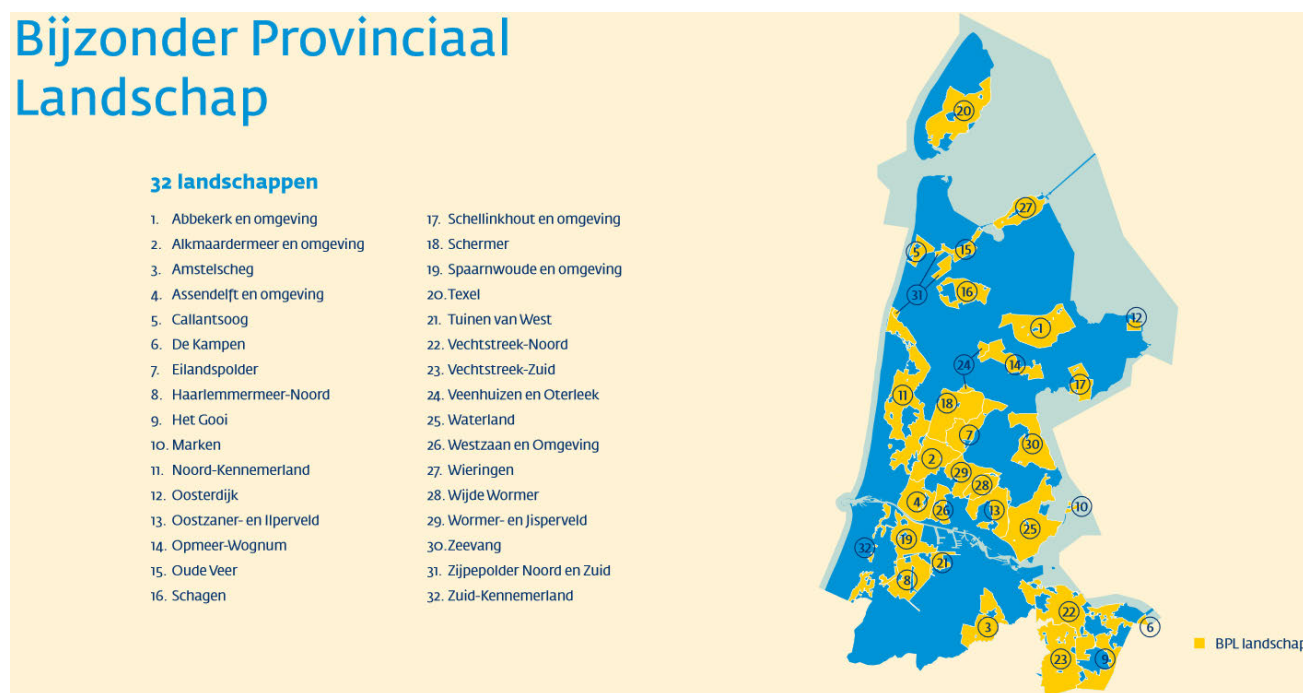 Bijzonder Provinciaal
Landschap
32 landschappen
1. Abbekerk en omgeving
2. Alkmaardermeer en omgeving
3. Amstelscheg
4. Assendelft en omgeving
5. Callantsoog
6. De Kampen
7. Eilandspolder
8. Haarlemmermeer-Noord
9. Het Gooi
10. Marken
11. Noord-Kennemerland
12. Oosterdijk
13. Oostzaner- en Ilperveld
14. Opmeer-Wognum
15. Oude Veer
16. Schagen
17. Schellinkhout en omgeving
18. Schermer
19. Spaarnwoude en omgeving
20. Texel
21. Tuinen van West
22. Vechtstreek-Noord
23. Vechtstreek-Zuid
24. Veenhuizen en Oterleek
25. Waterland
26. Westzaan en Omgeving
27. Wieringen
28. Wijde Wormer
29. Wormer- en Jisperveld
30. Zeevang
31. Zijpepolder Noord en Zuid
32. Zuid-Kennemerland
20
27
5
15
31
16
12
1
24
14
17
11
18
7
30
2
29
28
4
26
13
10
25
19
32
21
8
22
3
6
23
9
BPL landschap